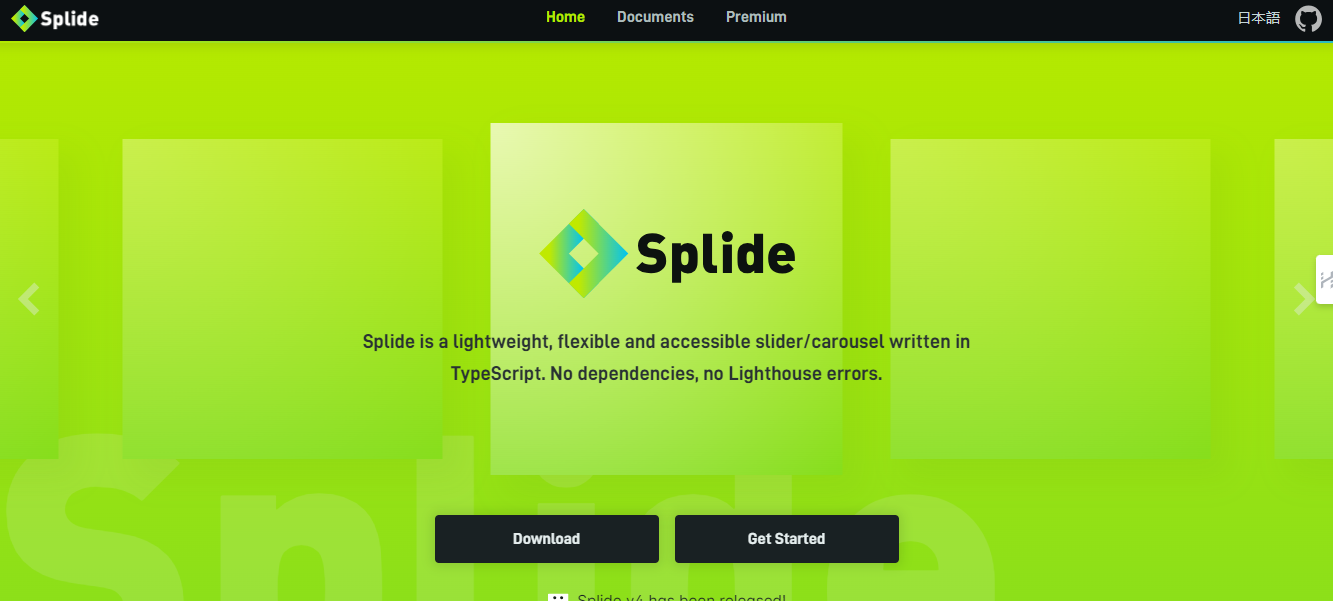 Splide
Home
Documents
Premium
日本語
Splide
Splide is a lightweight, flexible and accessible slider/carousel written in
TypeScript. No dependencies, no Lighthouse errors.
Splide
Download
Get Started
Splide v4 has been released!